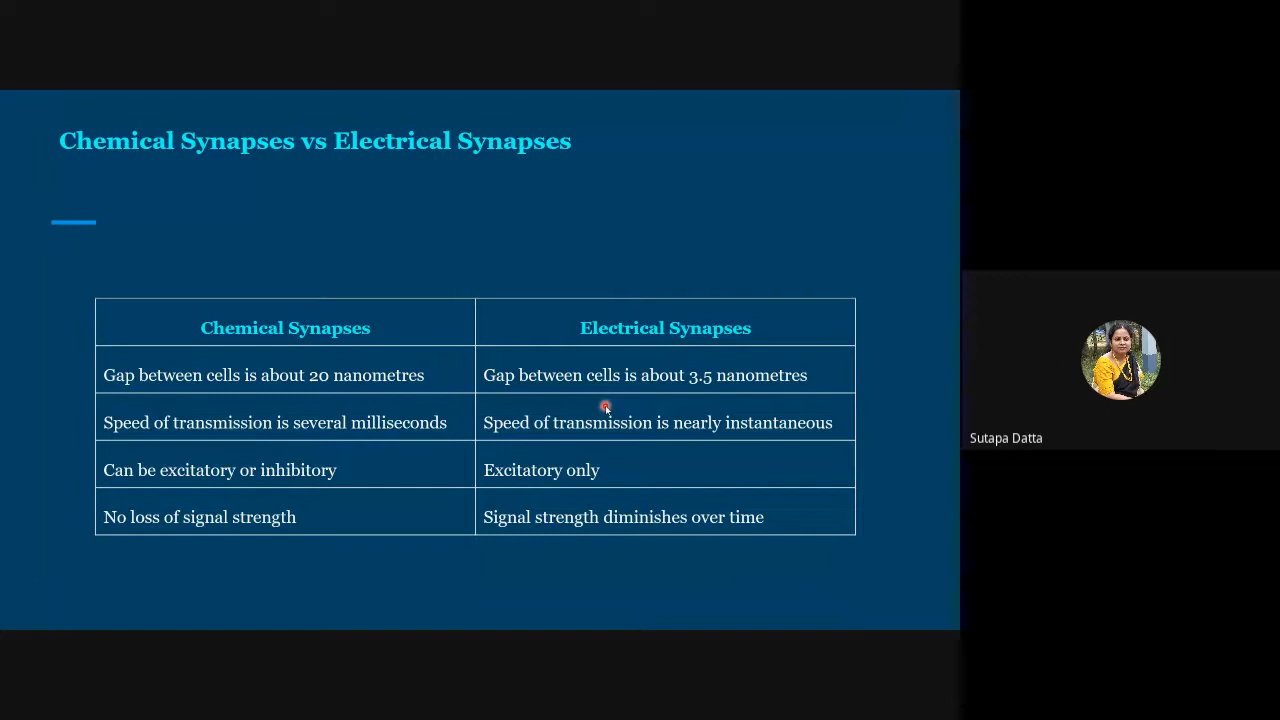 Chemical Synapses vs Electrical Synapses
Chemical Synapses
Electrical Synapses
Gap between cells is about 20 nanometres
Gap between cells is about 3.5 nanometres
Speed of transmission is several milliseconds
Speed of transmission is nearly instantaneous
Can be excitatory or inhibitory
Excitatory only
No loss of signal strength
Signal strength diminishes over time
Sutapa Datta